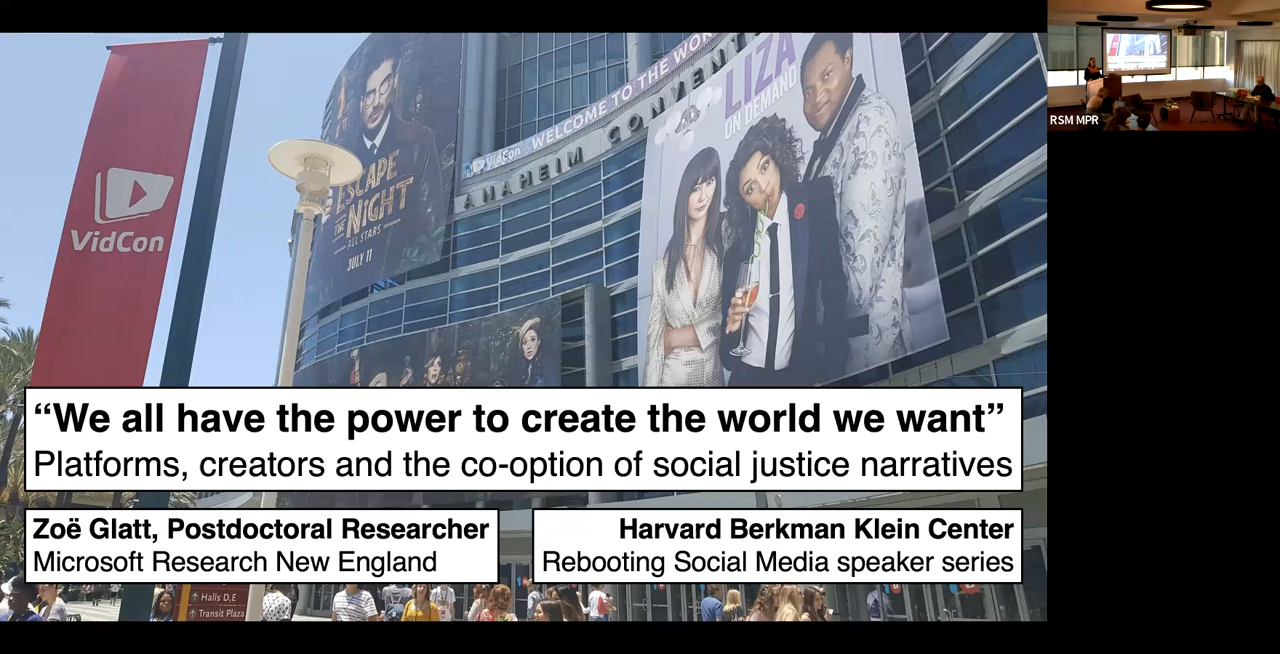 VidCon
ESCAPE
THE NIGHT
ALL STARS
JULY 11
VidCon WELCOME TO THE WOR
ANAHEIM CONVENT
LIZA
ON DEMAND
RSM MPR
“We all have the power to create the world we want”
Platforms, creators and the co-option of social justice narratives
Zoë Glatt, Postdoctoral Researcher
Microsoft Research New England
Harvard Berkman Klein Center
Rebooting Social Media speaker series
Halls D,E
Transit Plaza